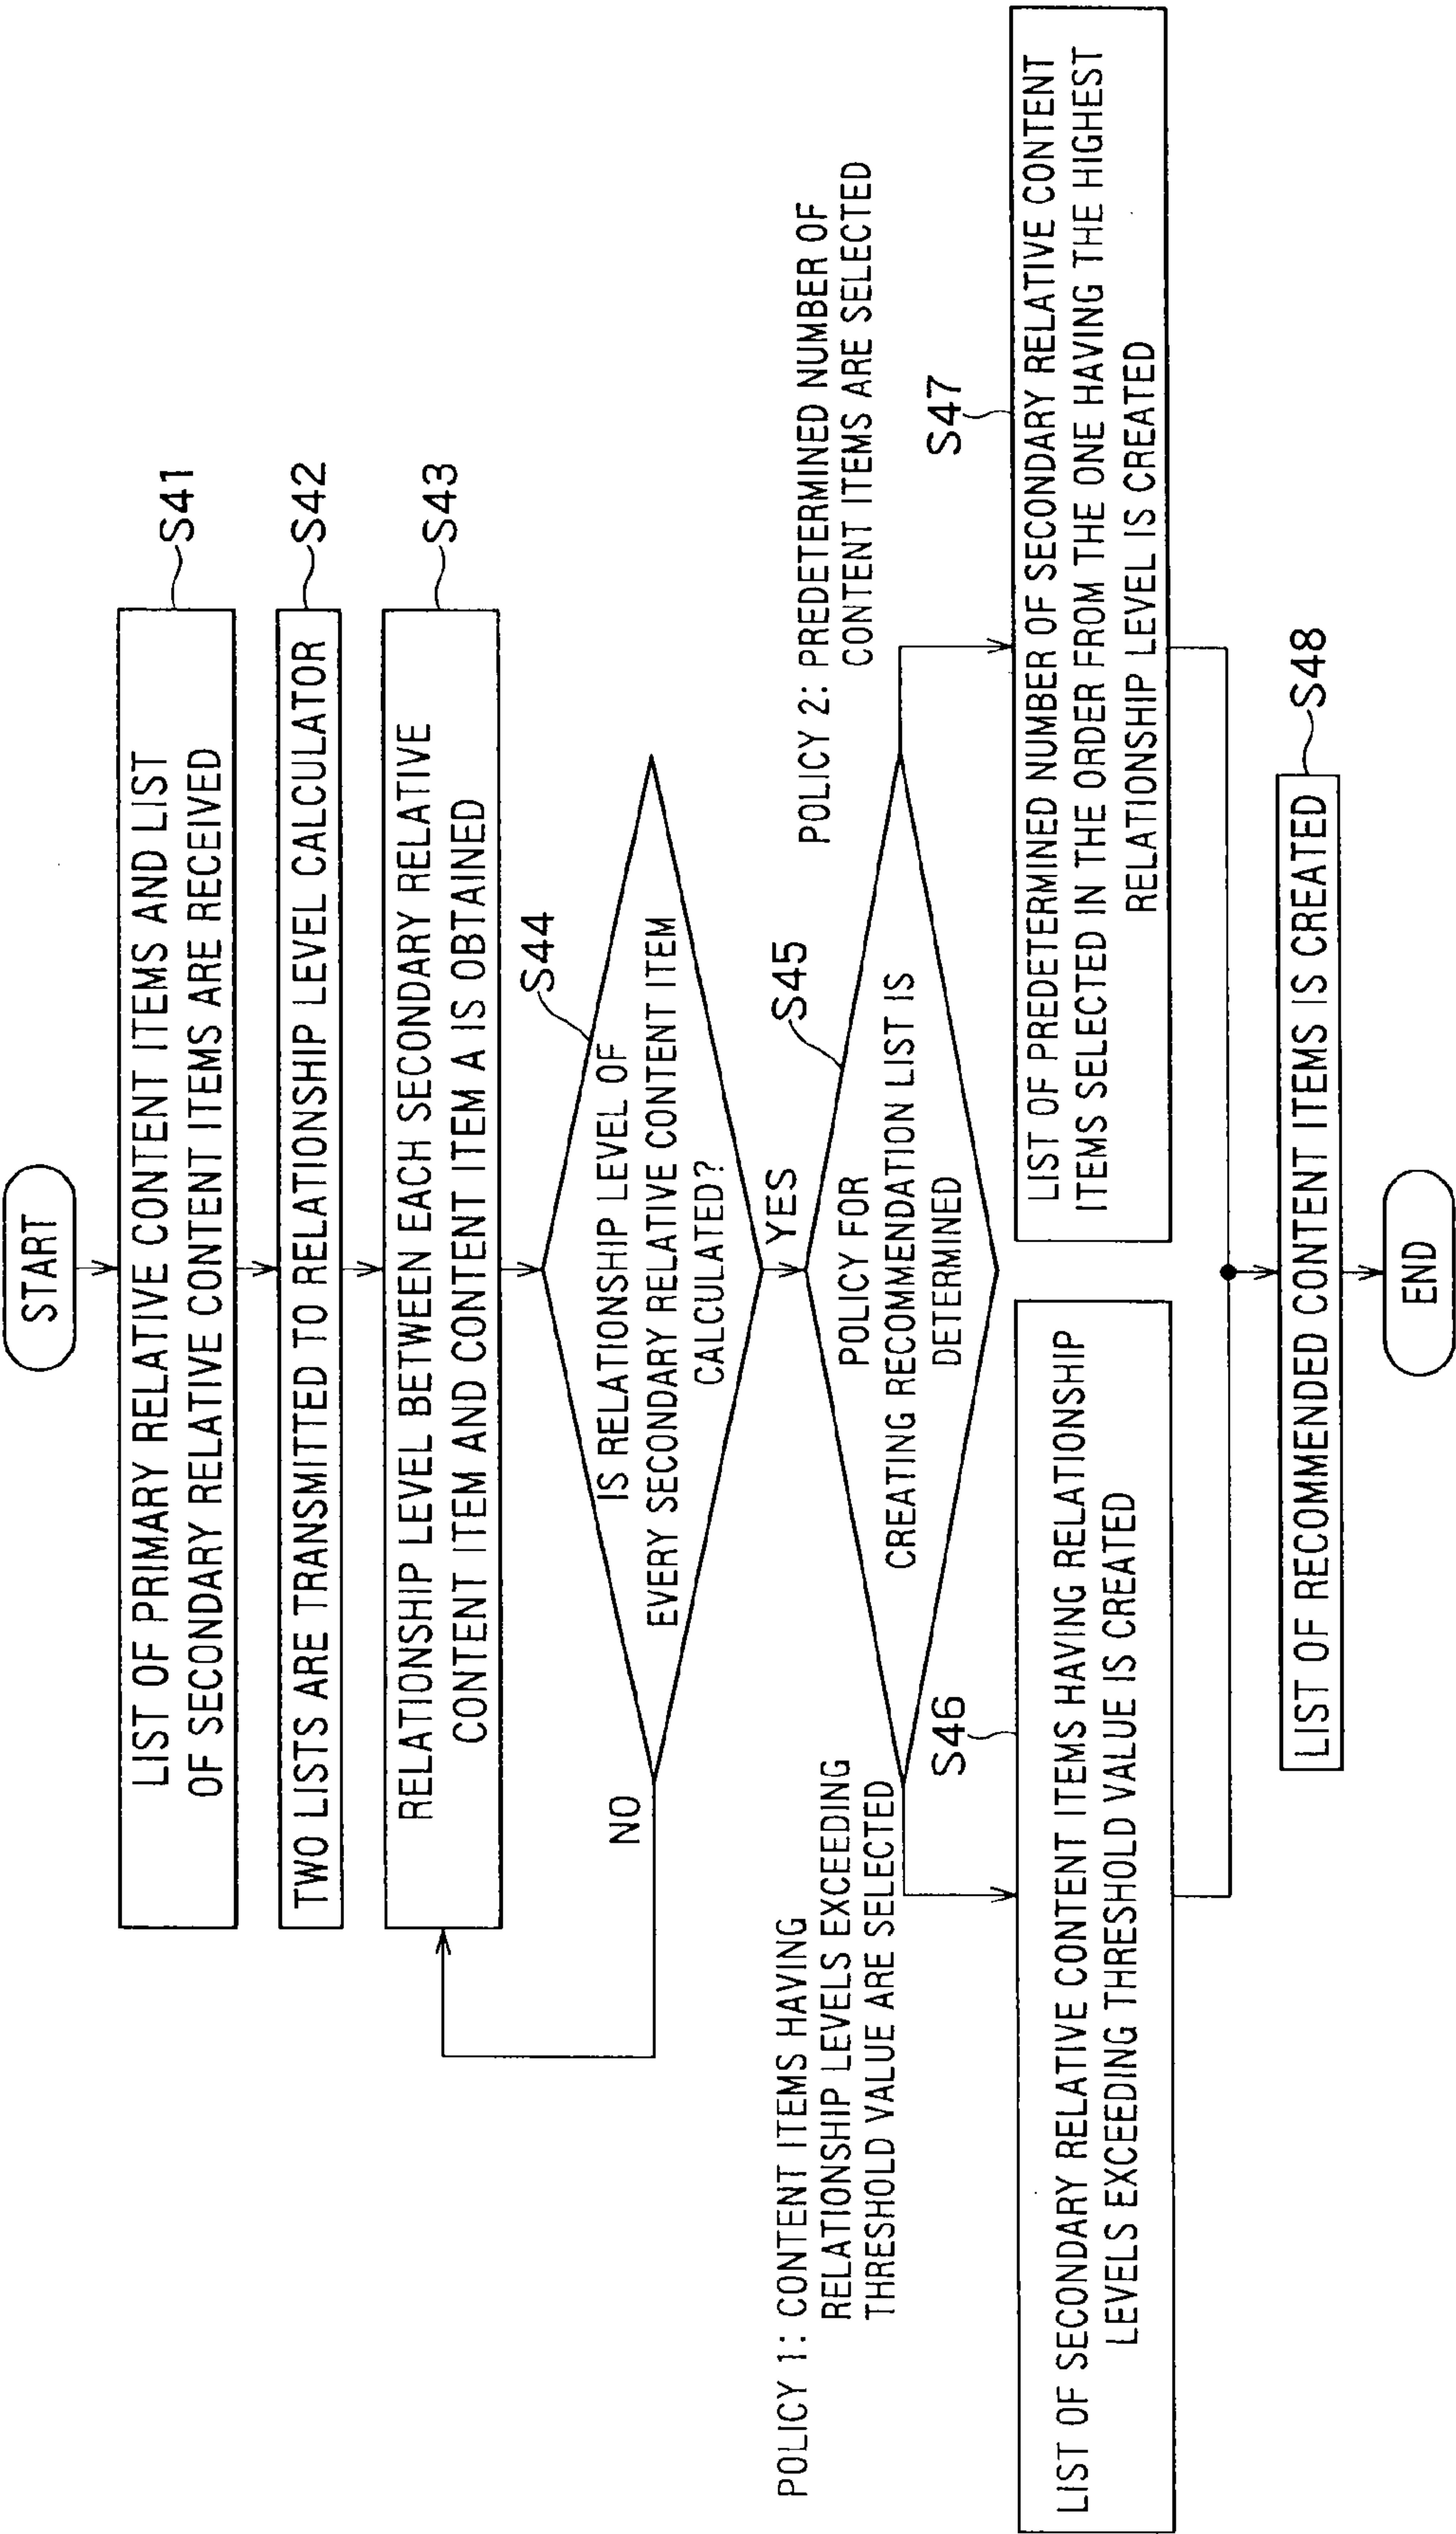 START
LIST OF PRIMARY RELATIVE CONTENT ITEMS AND LIST
OF SECONDARY RELATIVE CONTENT ITEMS ARE RECEIVED
S41
TWO LISTS ARE TRANSMITTED TO RELATIONSHIP LEVEL CALCULATOR
S42
RELATIONSHIP LEVEL BETWEEN EACH SECONDARY RELATIVE
CONTENT ITEM AND CONTENT ITEM A IS OBTAINED
S43
S44
IS RELATIONSHIP LEVEL OF
EVERY SECONDARY RELATIVE CONTENT ITEM
CALCULATED?
NO
YES
S45
POLICY FOR
CREATING RECOMMENDATION LIST IS
DETERMINED
POLICY 1: CONTENT ITEMS HAVING
RELATIONSHIP LEVELS EXCEEDING
THRESHOLD VALUE ARE SELECTED
POLICY 2: PREDETERMINED NUMBER OF
CONTENT ITEMS ARE SELECTED
S46
LIST OF SECONDARY RELATIVE CONTENT ITEMS HAVING RELATIONSHIP
LEVELS EXCEEDING THRESHOLD VALUE IS CREATED
S47
LIST OF PREDETERMINED NUMBER OF SECONDARY RELATIVE CONTENT
ITEMS SELECTED IN THE ORDER FROM THE ONE HAVING THE HIGHEST
RELATIONSHIP LEVEL IS CREATED
LIST OF RECOMMENDED CONTENT ITEMS IS CREATED
S48
END